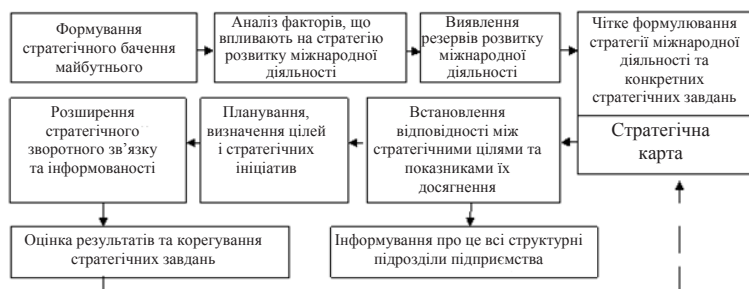 Формування
стратегічного бачення
майбутнього
Аналіз факторів, що
впливають на стратегію
розвитку міжнародної
діяльності
Виявлення
резервів розвитку
міжнародної
діяльності
Чітке формулювання
стратегії міжнародної
діяльності та
конкретних
стратегічних завдань
Стратегічна
карта
Встановлення
відповідності між
стратегічними цілями та
показниками їх
досягнення
Планування,
визначення цілей
і стратегічних
ініціатив
Розширення
стратегічного
зворотного зв’язку
та інформованості
Оцінка результатів та корегування
стратегічних завдань
Інформування про це всі структурні
підрозділи підприємства